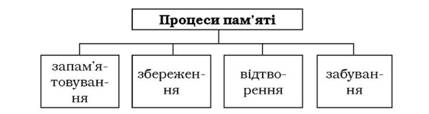 Процеси пам'яті
запам'я-
товуван-
ня
збережен-
ня
відтво-
рення
забуван-
ня